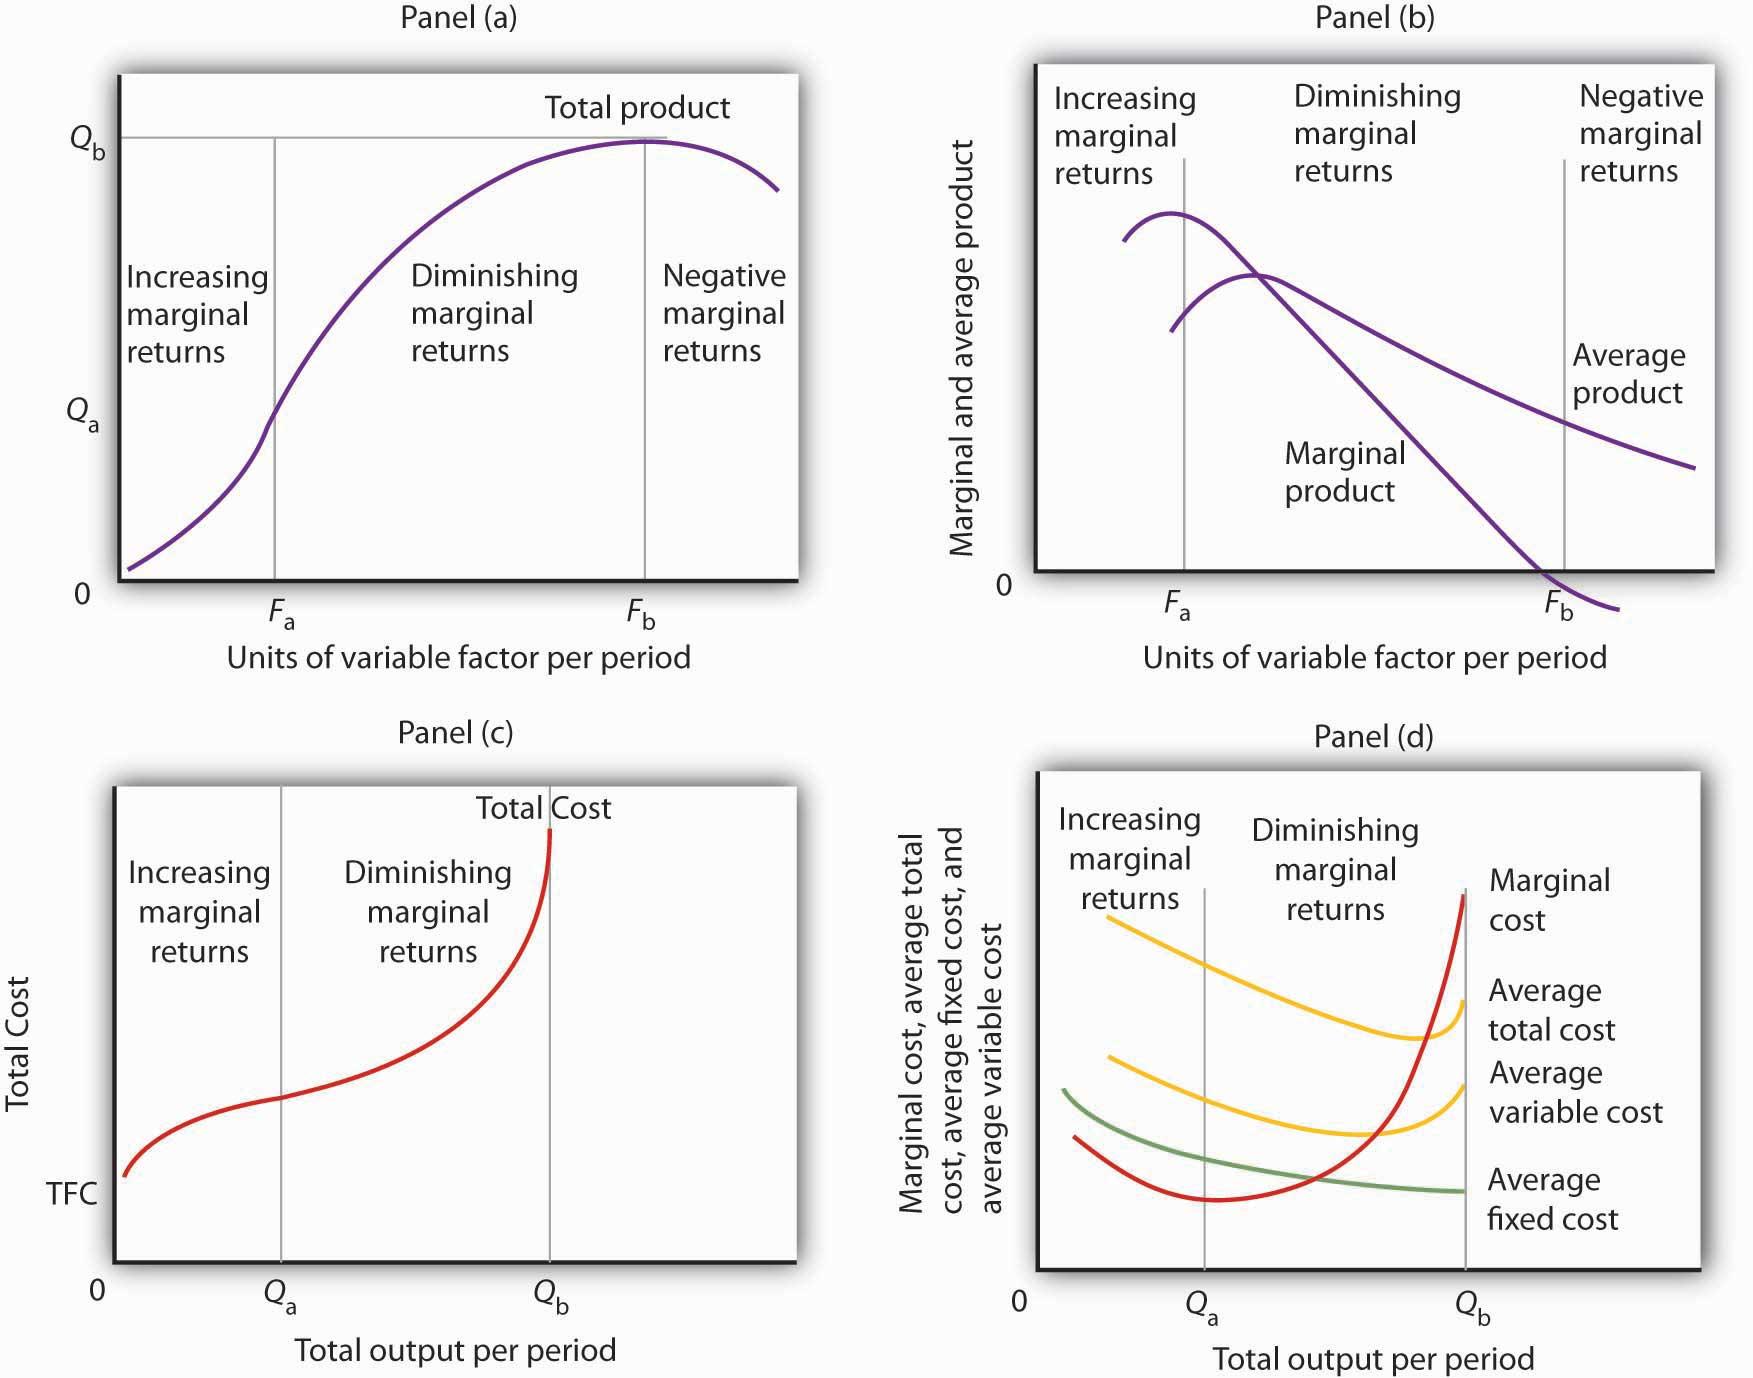 Panel (a)
Total product
Qb
Increasing
marginal
returns
Diminishing
marginal
returns
Negative
marginal
returns
Qa
0
Fa
Fb
Units of variable factor per period
Panel (b)
Marginal and average product
Increasing
marginal
returns
Diminishing
marginal
returns
Negative
marginal
returns
Average
product
Marginal
product
0
Fa
Fb
Units of variable factor per period
Panel (c)
Total Cost
Total Cost
Increasing
marginal
returns
Diminishing
marginal
returns
TFC
0
Qa
Qb
Total output per period
Panel (d)
Marginal cost, average total
cost, average fixed cost, and
average variable cost
Increasing
marginal
returns
Diminishing
marginal
returns
Marginal
cost
Average
total cost
Average
variable cost
Average
fixed cost
0
Qa
Qb
Total output per period